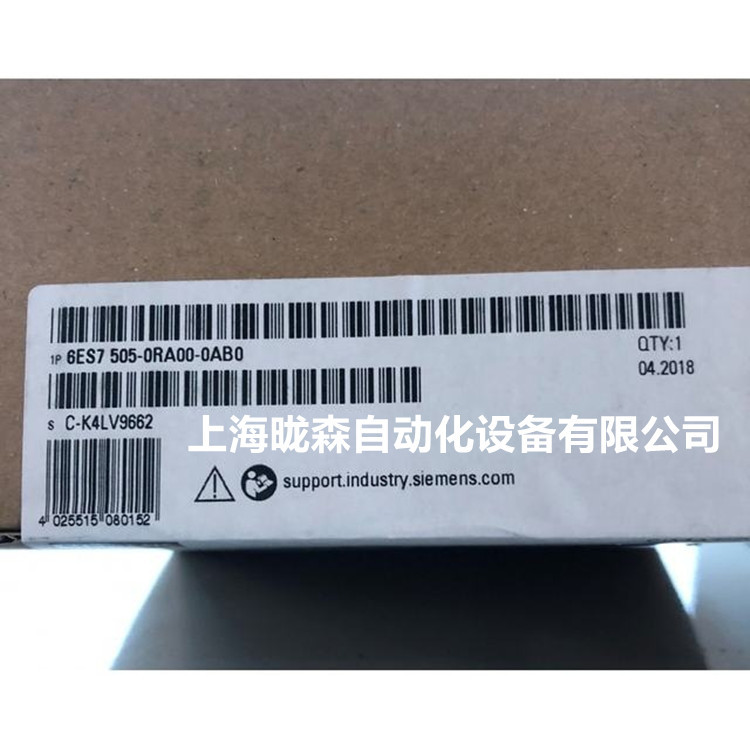 1P 6ES7 505-0RA00-0AB0
QTY:1
04.2018
S C-K4LV9662
上海昽森自动化设备有限公司
support.industry.siemens.com
4 025515 080152